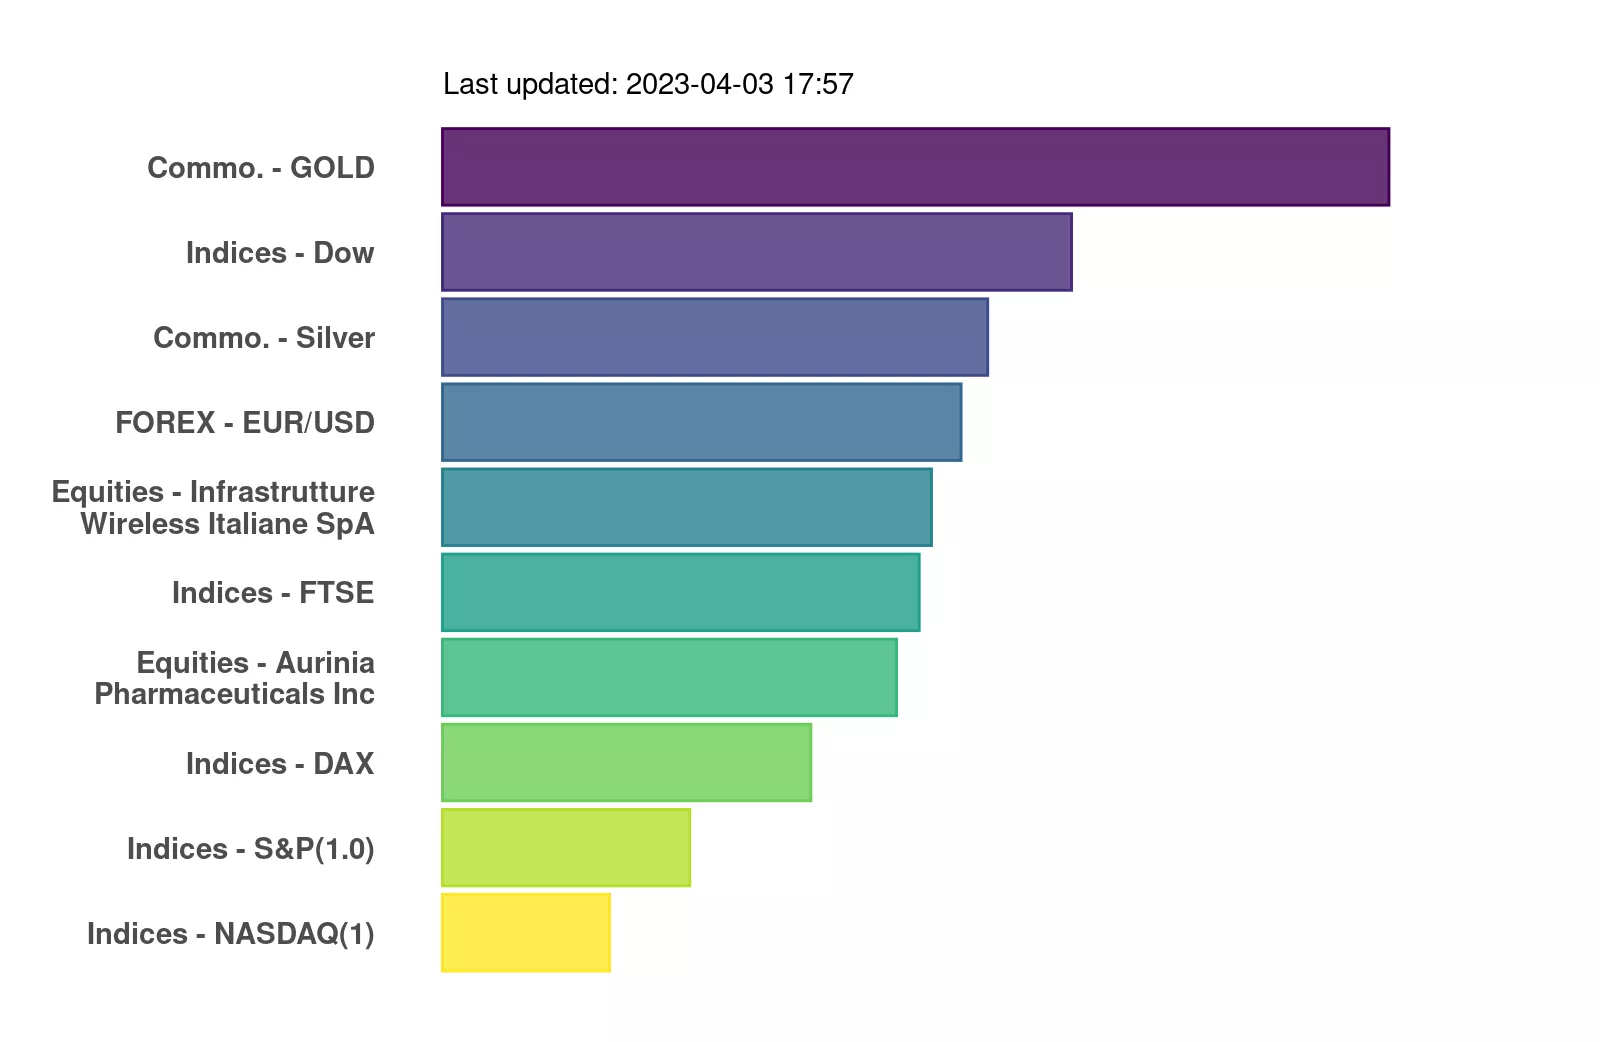 Last updated: 2023-04-03 17:57
Commo. - GOLD
Indices - Dow
Commo. - Silver
FOREX - EUR/USD
Equities - Infrastrutture
Wireless Italiane SpA
Indices - FTSE
Equities - Aurinia
Pharmaceuticals Inc
Indices - DAX
Indices - S&P(1.0)
Indices - NASDAQ(1)